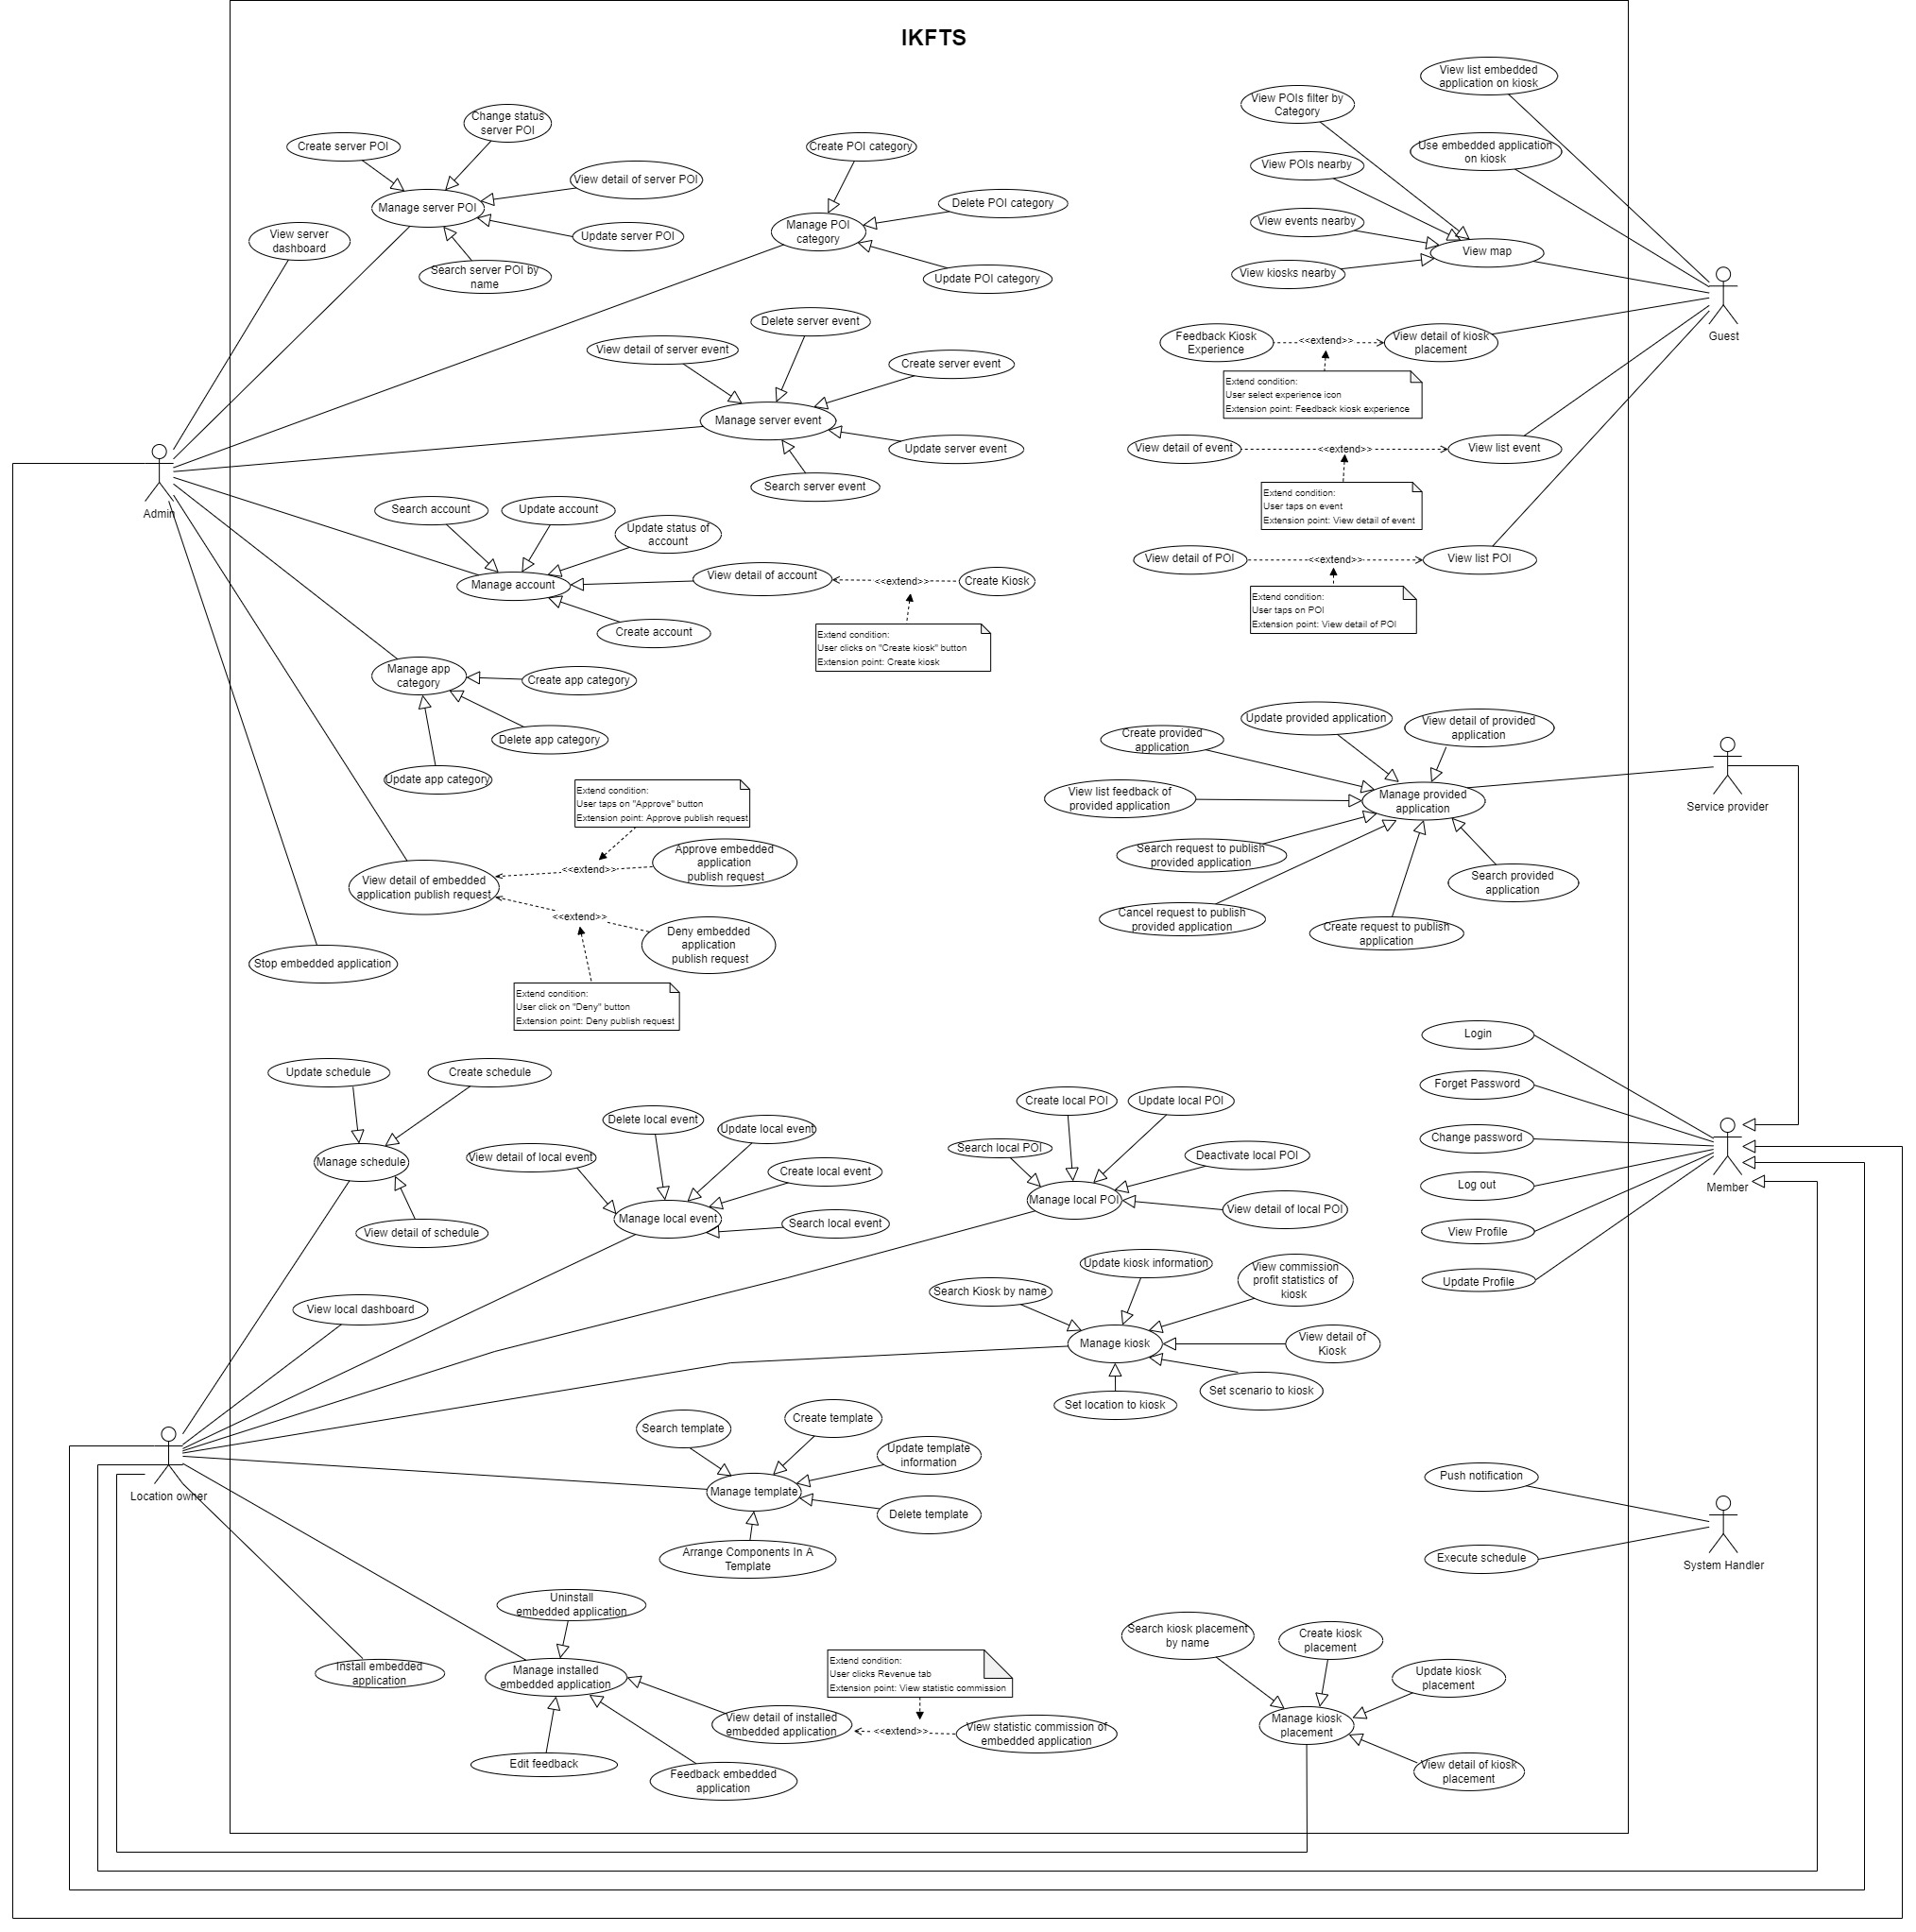 IKFTS
View list embedded
application on kiosk
View POIs filter by
Category
Change status
server POI
Create server POI
Create POI category
Use embedded application
on kiosk
View POIs nearby
View detail of server POI
Delete POI category
Manage server POI
View events nearby
Manage POI
category
View server
dashboard
Update server POI
View map
Search server POI by
name
View kiosks nearby
Update POI category
Guest
Delete server event
View detail of server event
Feedback Kiosk
Experience
<<extend>>
View detail of kiosk
placement
Create server event
Extend condition:
User select experience icon
Extension point: Feedback kiosk experience
Manage server event
Update server event
View detail of event
<<extend>>
View list event
Search server event
Extend condition:
User taps on event
Extension point: View detail of event
Admin
Search account
Update account
Update status of
account
View detail of POI
<<extend>>
View list POI
Manage account
View detail of account
<<extend>>
Create Kiosk
Extend condition:
User taps on POI
Extension point: View detail of POI
Create account
Extend condition:
User clicks on "Create kiosk" button
Extension point: Create kiosk
Manage app
category
Create app category
Delete app category
Update app category
Update provided application
View detail of provided
application
Create provided
application
View list feedback of
provided application
Manage provided
application
Service provider
Extend condition:
User taps on "Approve" button
Extension point: Approve publish request
Search request to publish
provided application
Search provided
application
Approve embedded
application
publish request
<<extend>>
View detail of embedded
application publish request
<<extend>>
Cancel request to publish
provided application
Create request to publish
application
Deny embedded
application
publish request
Stop embedded application
Extend condition:
User click on "Deny" button
Extension point: Deny publish request
Login
Update schedule
Create schedule
Forget Password
Create local POI
Update local POI
Delete local event
Update local event
Change password
Search local POI
Deactivate local POI
Manage schedule
View detail of local event
Create local event
Log out
Member
Manage local POI
View detail of local POI
Manage local event
Search local event
View detail of schedule
View Profile
Update kiosk information
View commission
profit statistics of
kiosk
Update Profile
Search Kiosk by name
View local dashboard
Manage kiosk
View detail of
Kiosk
Set location to kiosk
Set scenario to kiosk
Search template
Create template
Update template
information
Push notification
Location owner
Manage template
Delete template
Arrange Components In A
Template
Execute schedule
System Handler
Uninstall
embedded application
Search kiosk placement
by name
Create kiosk
placement
Install embedded
application
Manage installed
embedded application
Extend condition:
User clicks Revenue tab
Extension point: View statistic commission
Update kiosk
placement
View detail of installed
embedded application
<<extend>>
View statistic commission of
embedded application
Manage kiosk
placement
Edit feedback
Feedback embedded
application
View detail of kiosk
placement